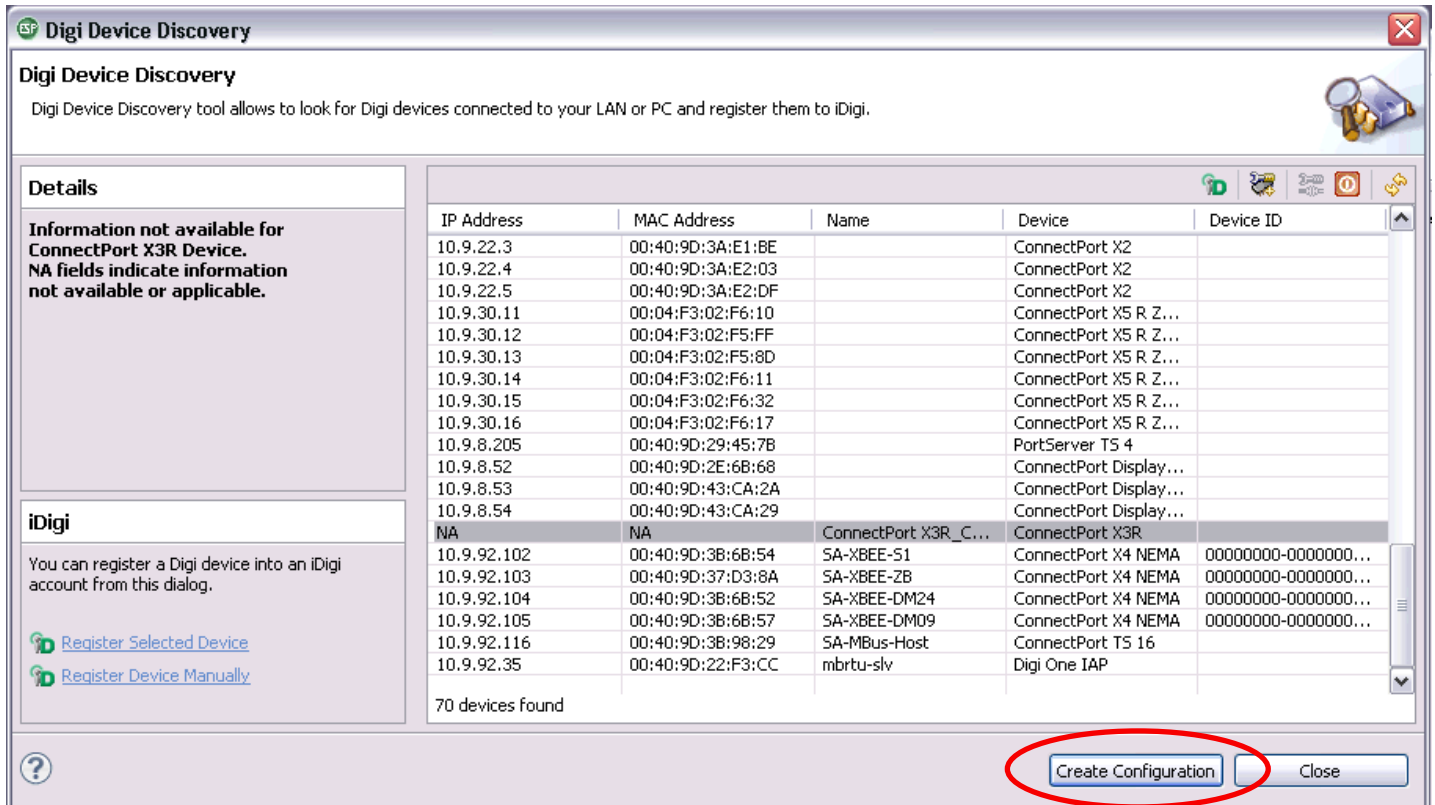 ESP Digi Device Discovery
Digi Device Discovery
Digi Device Discovery tool allows to look for Digi devices connected to your LAN or PC and register them to iDigi.
Details
Information not available for
ConnectPort X3R Device.
NA fields indicate information
not available or applicable.
iDigi
You can register a Digi device into an iDigi
account from this dialog.
Register Selected Device
Register Device Manually
IP Address MAC Address Name Device Device ID
10.9.22.3 00:40:9D:3A:E1:BE ConnectPort X2
10.9.22.4 00:40:9D:3A:E2:03 ConnectPort X2
10.9.22.5 00:40:9D:3A:E2:DF ConnectPort X2
10.9.30.11 00:04:F3:02:F6:10 ConnectPort X5 R Z...
10.9.30.12 00:04:F3:02:F5:FF ConnectPort X5 R Z...
10.9.30.13 00:04:F3:02:F5:8D ConnectPort X5 R Z...
10.9.30.14 00:04:F3:02:F6:11 ConnectPort X5 R Z...
10.9.30.15 00:04:F3:02:F6:32 ConnectPort X5 R Z...
10.9.30.16 00:04:F3:02:F6:17 ConnectPort X5 R Z...
10.9.8.205 00:40:9D:29:45:7B PortServer TS 4
10.9.8.52 00:40:9D:2E:6B:68 ConnectPort Display...
10.9.8.53 00:40:9D:43:CA:2A ConnectPort Display...
10.9.8.54 00:40:9D:43:CA:29 ConnectPort Display...
NA NA ConnectPort X3R_C... ConnectPort X3R
10.9.92.102 00:40:9D:3B:6B:54 SA-XBEE-S1 ConnectPort X4 NEMA 00000000-0000000...
10.9.92.103 00:40:9D:37:D3:8A SA-XBEE-ZB ConnectPort X4 NEMA 00000000-0000000...
10.9.92.104 00:40:9D:3B:6B:52 SA-XBEE-DM24 ConnectPort X4 NEMA 00000000-0000000...
10.9.92.105 00:40:9D:3B:6B:57 SA-XBEE-DM09 ConnectPort X4 NEMA 00000000-0000000...
10.9.92.116 00:40:9D:3B:98:29 SA-MBus-Host ConnectPort TS 16
10.9.92.35 00:40:9D:22:F3:CC mbrtu-slv Digi One IAP
70 devices found
Create Configuration Close